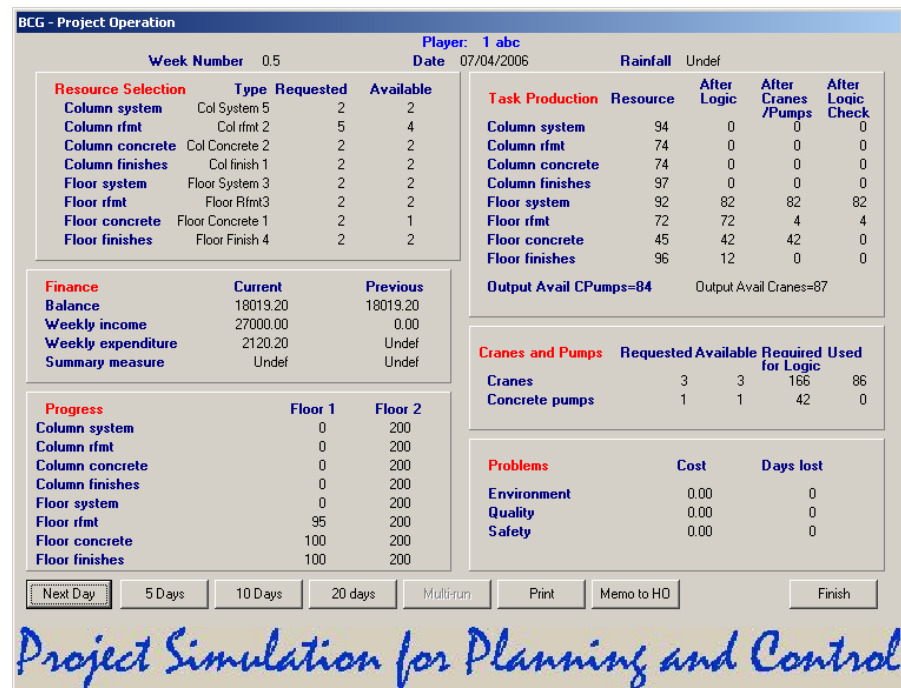 BCG - Project Operation
Player: 1 abc
Week Number 0.5 Date 07/04/2006 Rainfall Undef
Resource Selection Type Requested Available
Column system Col System 5 2 2
Column rfmt Col rfmt 2 5 4
Column concrete Col Concrete 2 2 2
Column finishes Col finish 1 2 2
Floor system Floor System 3 2 2
Floor rfmt Floor Rfmt3 2 2
Floor concrete Floor Concrete 1 2 1
Floor finishes Floor Finish 4 2 2
Finance Current Previous
Balance 18019.20 18019.20
Weekly income 27000.00 0.00
Weekly expenditure 2120.20 Undef
Summary measure Undef Undef
Progress Floor 1 Floor 2
Column system 0 200
Column rfmt 0 200
Column concrete 0 200
Column finishes 0 200
Floor system 0 200
Floor rfmt 95 200
Floor concrete 100 200
Floor finishes 100 200
After After After
Task Production Resource Logic Cranes Logic
/Pumps Check
Column system 94 0 0 0
Column rfmt 74 0 0 0
Column concrete 74 0 0 0
Column finishes 97 0 0 0
Floor system 92 82 82 82
Floor rfmt 72 72 4 4
Floor concrete 45 42 42 0
Floor finishes 96 12 0 0
Output Avail CPumps=84 Output Avail Cranes=87
Cranes and Pumps Requested Available Required Used
for Logic
Cranes 3 3 166 86
Concrete pumps 1 1 42 0
Problems Cost Days lost
Environment 0.00 0
Quality 0.00 0
Safety 0.00 0
Next Day 5 Days 10 Days 20 days Multi-run Print Memo to HO Finish
Project Simulation for Planning and Control